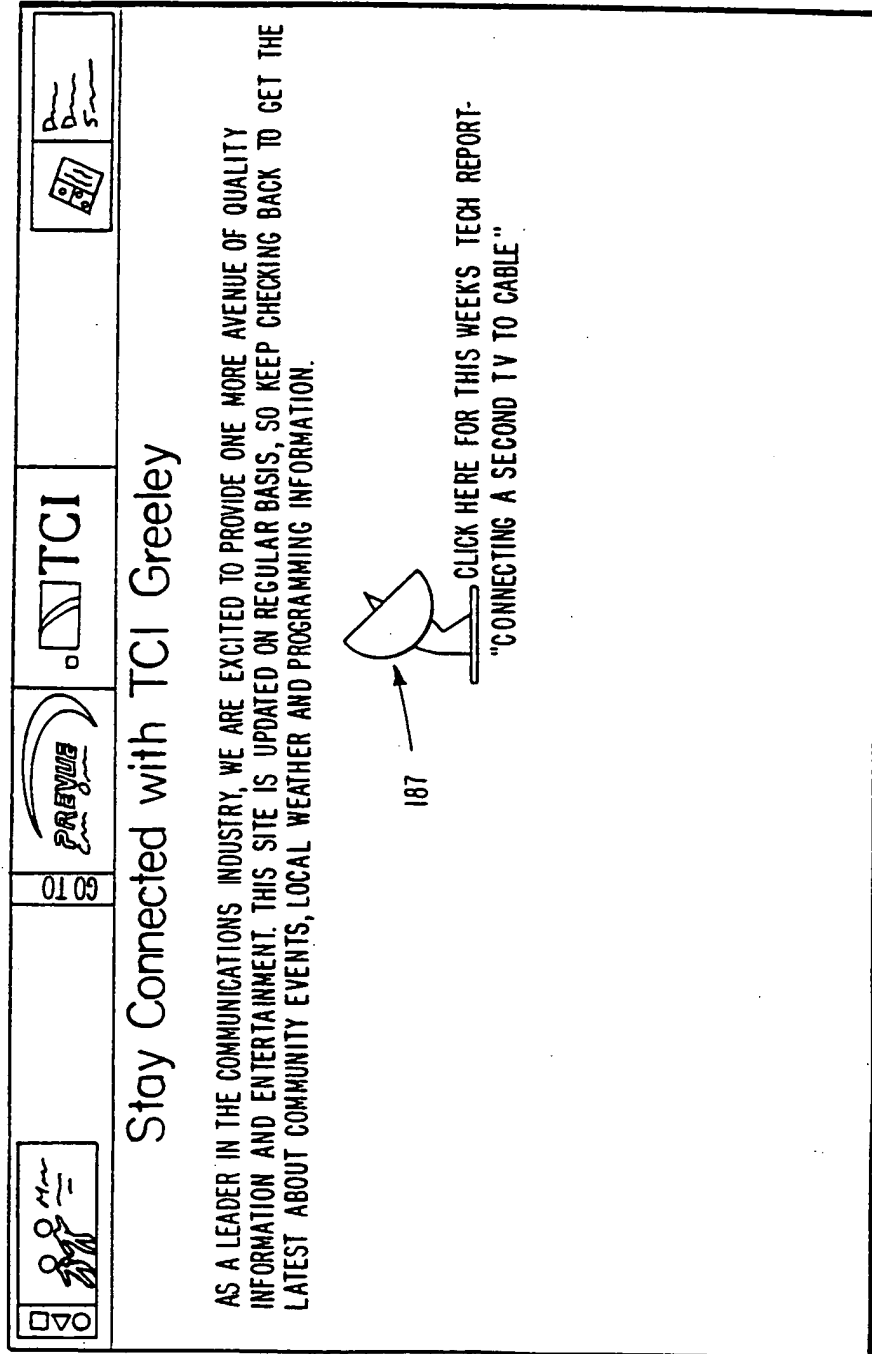 GO TO
PREVUE
TCI
Stay Connected with TCI Greeley
AS A LEADER IN THE COMMUNICATIONS INDUSTRY, WE ARE EXCITED TO PROVIDE ONE MORE AVENUE OF QUALITY
INFORMATION AND ENTERTAINMENT. THIS SITE IS UPDATED ON REGULAR BASIS, SO KEEP CHECKING BACK TO GET THE
LATEST ABOUT COMMUNITY EVENTS, LOCAL WEATHER AND PROGRAMMING INFORMATION.
187
CLICK HERE FOR THIS WEEK'S TECH REPORT-
"CONNECTING A SECOND TV TO CABLE"